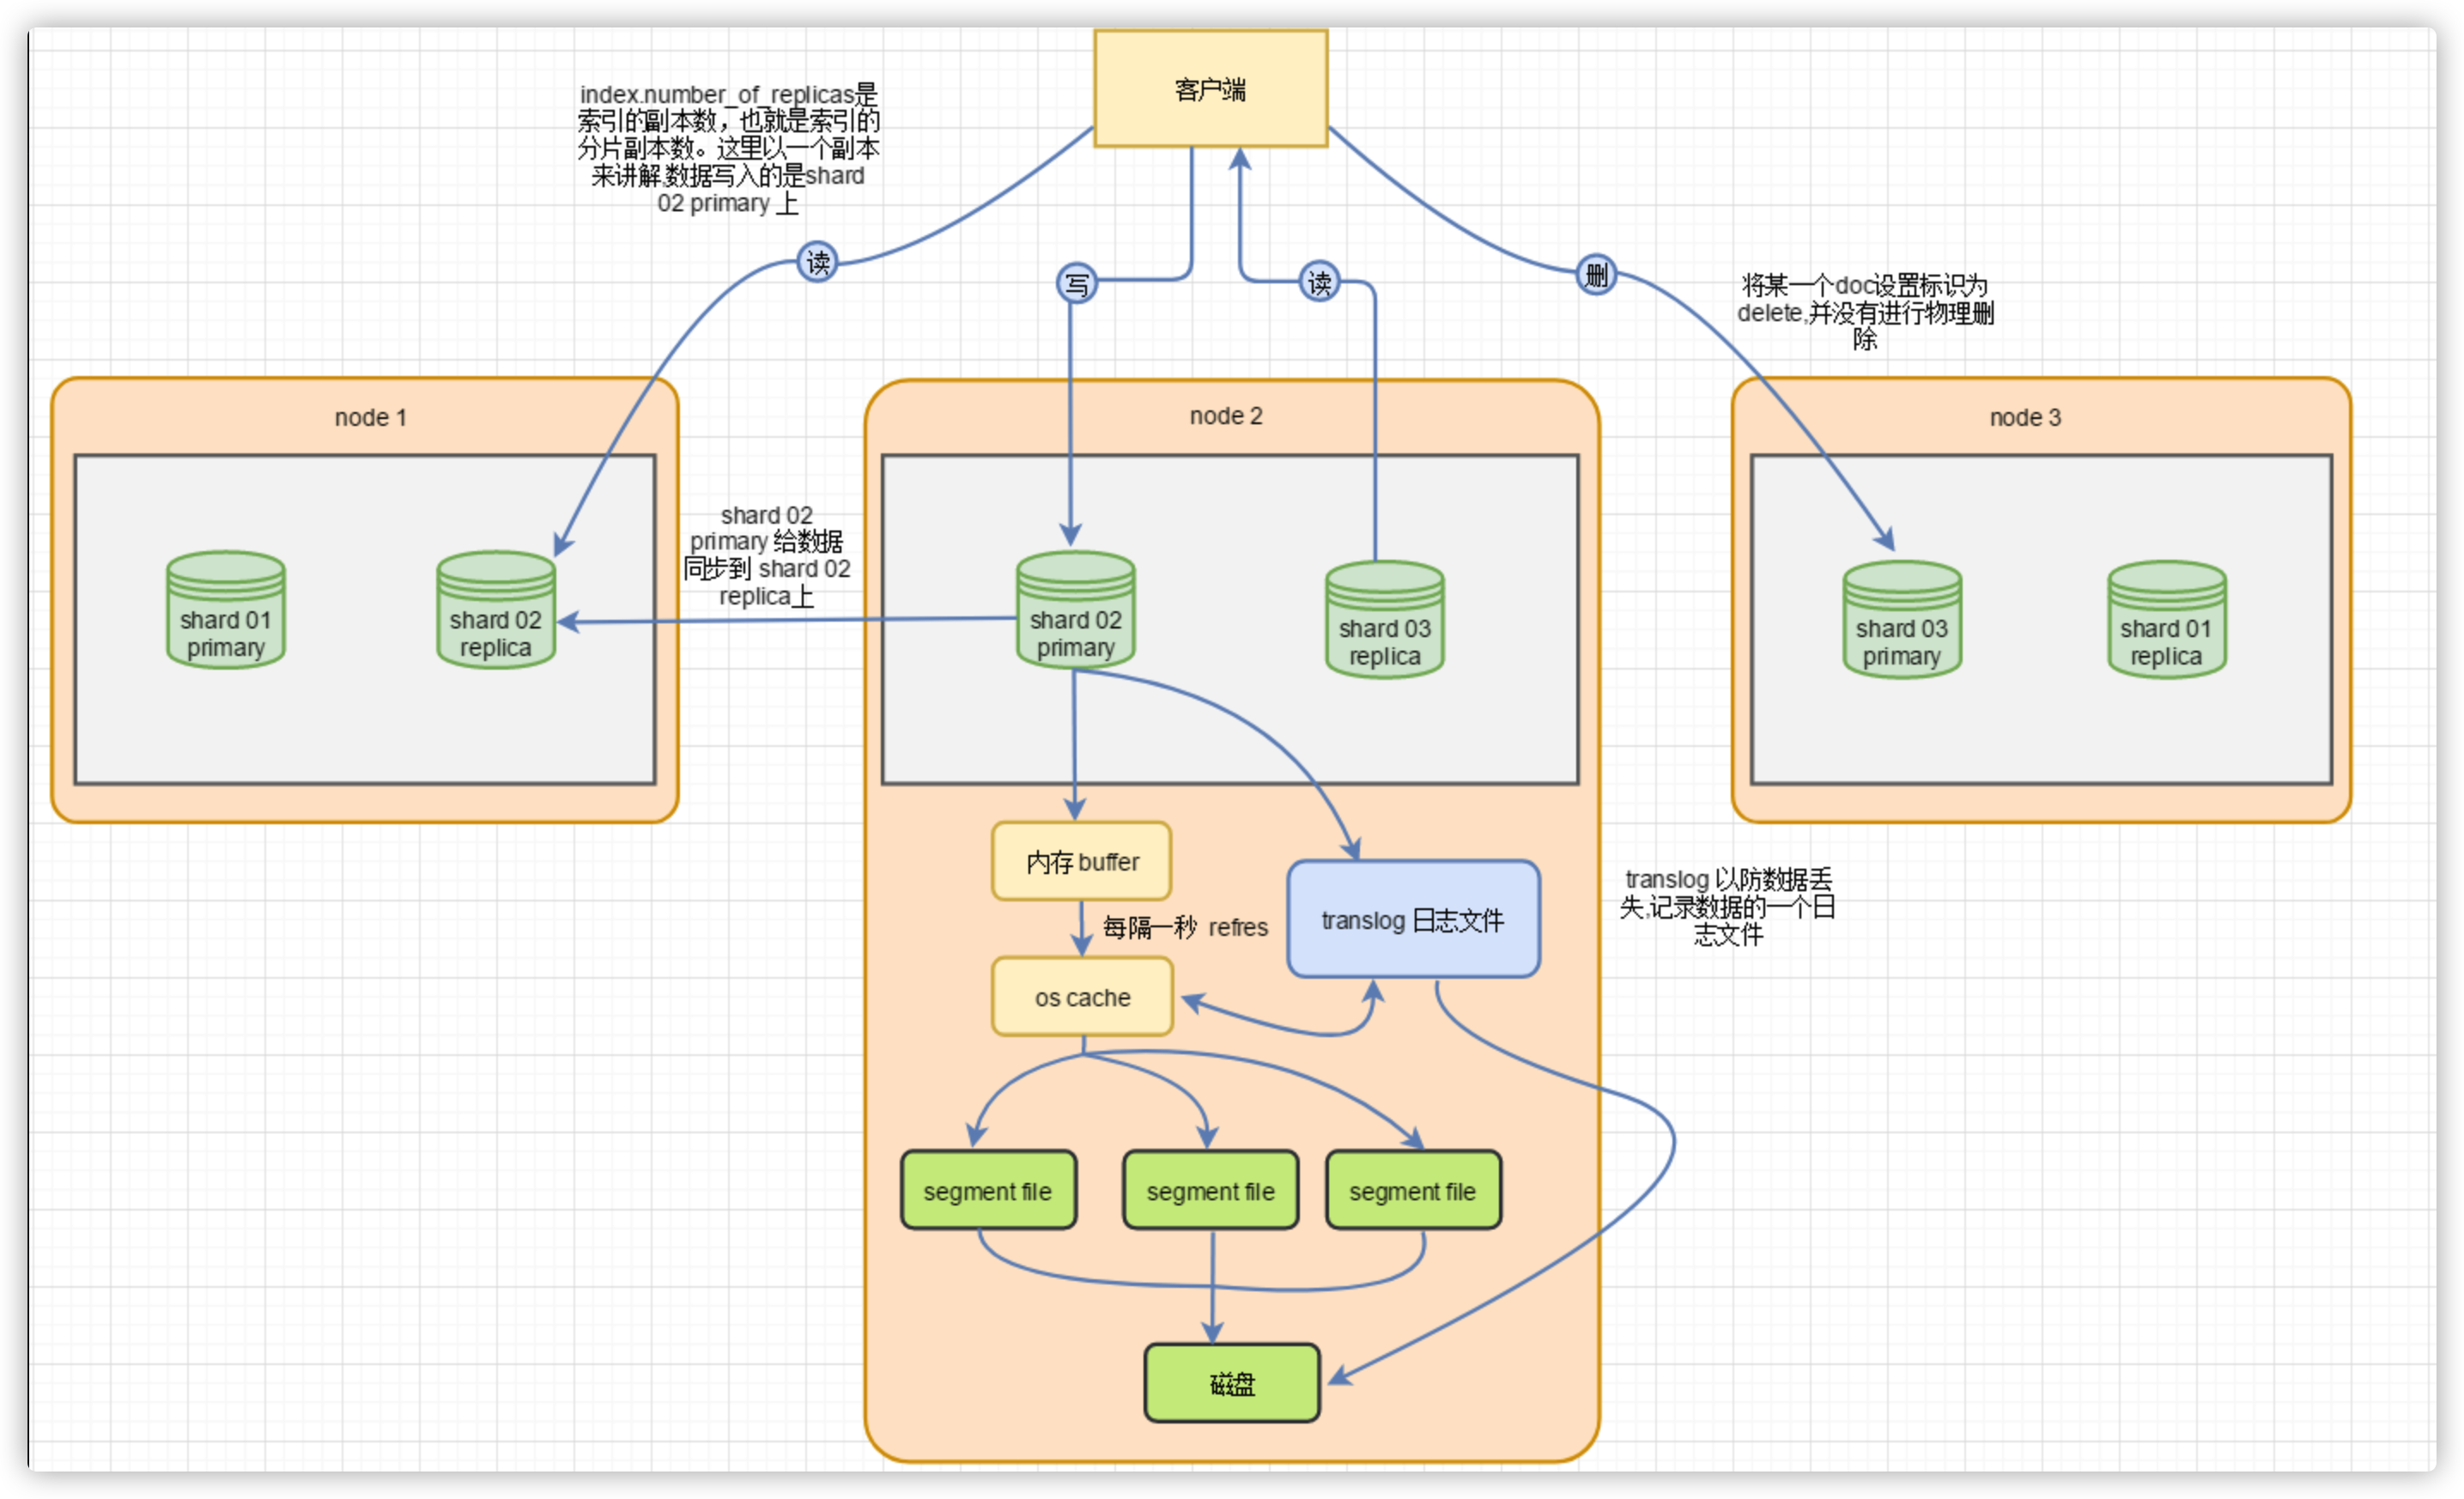 客户端
index.number_of_replicas是
索引的副本数，也就是索引的
分片副本数。这里以一个副本
来讲解,数据写入的是shard
02 primary 上
读
写
读
删
将某一个doc设置标识为
delete,并没有进行物理删
除
node 1
node 2
node 3
shard 02
primary 给数据
同步到 shard 02
replica上
shard 01
primary
shard 02
replica
shard 02
primary
shard 03
replica
shard 03
primary
shard 01
replica
内存 buffer
每隔一秒 refres
os cache
translog 日志文件
translog 以防数据丢
失,记录数据的一个日
志文件
segment file
segment file
segment file
磁盘